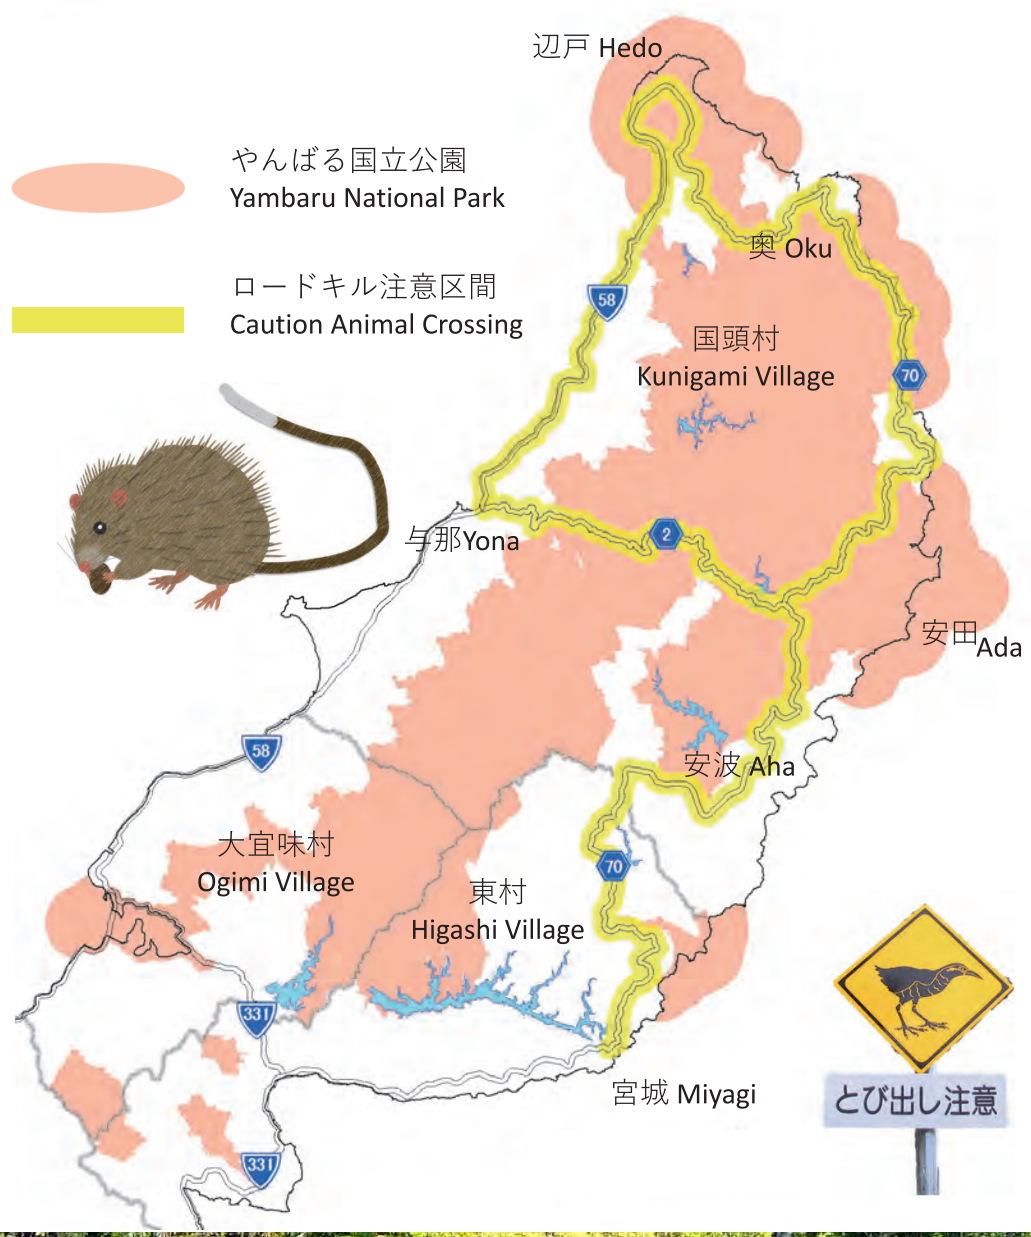 辺戸 Hedo
やんばる国立公園
Yambaru National Park
奥 Oku
ロードキル注意区間
Caution Animal Crossing
58
国頭村
Kunigami Village
70
与那Yona
2
安田Ada
58
安波 Aha
大宜味村
Ogimi Village
70
東村
Higashi Village
331
宮城 Miyagi
とび出し注意
331